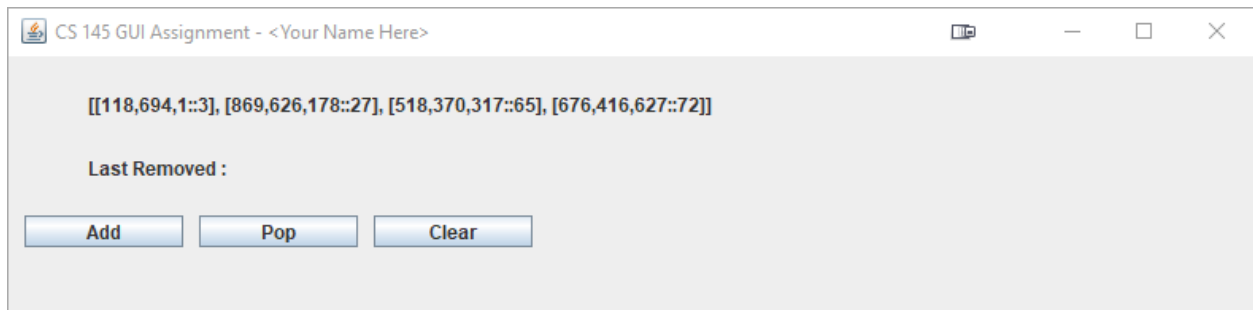 CS 145 GUI Assignment - <Your Name Here>
[[118,694,1::3], [869,626,178::27], [518,370,317::65], [676,416,627::72]]
Last Removed :
Add Pop Clear